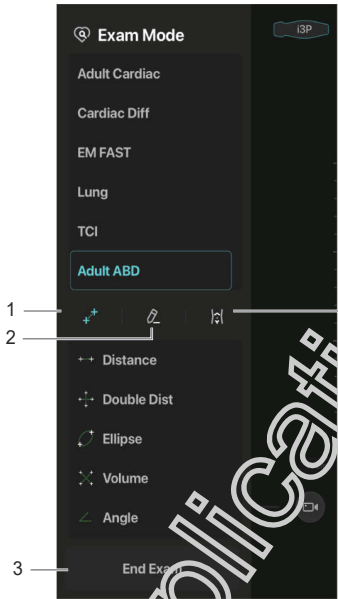 Exam Mode
i3P
Adult Cardiac
Cardiac Diff
EM FAST
Lung
TCI
Adult ABD
1
2
Distance
Double Dist
Ellipse
Volume
Angle
3
End Exam